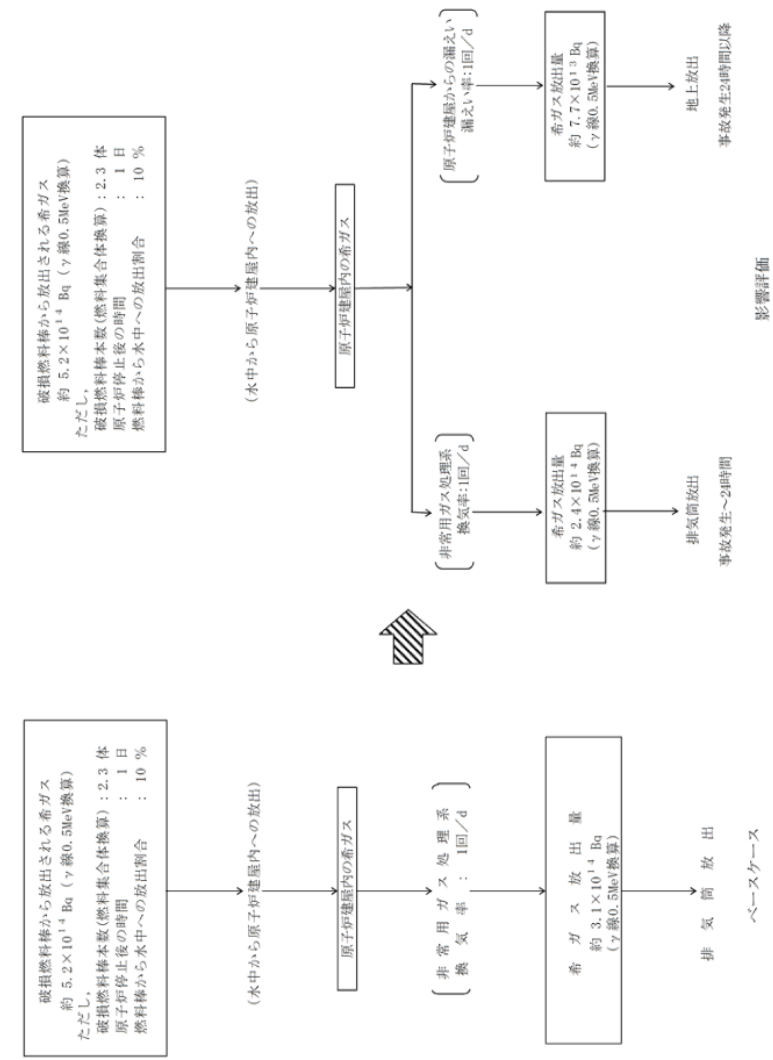 破損燃料棒から放出される希ガス
約 5.2×10¹⁴ Bq (γ線0.5MeV換算)
ただし，
破損燃料棒本数(燃料集合体換算)：2.3 体
原子炉停止後の時間 ： 1 日
燃料棒から水中への放出割合 ： 10 %
(水中から原子炉建屋内への放出)
原子炉建屋内の希ガス
非常用ガス処理系
換気率 ： 1回／d
希ガス放出量
約 3.1×10¹⁴ Bq
(γ線0.5MeV換算)
排気筒放出
ベースケース
破損燃料棒から放出される希ガス
約 5.2×10¹⁴ Bq (γ線0.5MeV換算)
ただし，
破損燃料棒本数(燃料集合体換算)：2.3 体
原子炉停止後の時間 ： 1 日
燃料棒から水中への放出割合 ： 10 %
(水中から原子炉建屋内への放出)
原子炉建屋内の希ガス
非常用ガス処理系
換気率：1回／d
希ガス放出量
約 2.4×10¹⁴ Bq
(γ線0.5MeV換算)
排気筒放出
事故発生～24時間
原子炉建屋からの漏えい
漏えい率：1回／d
希ガス放出量
約 7.7×10¹³ Bq
(γ線0.5MeV換算)
地上放出
事故発生24時間以降
影響評価